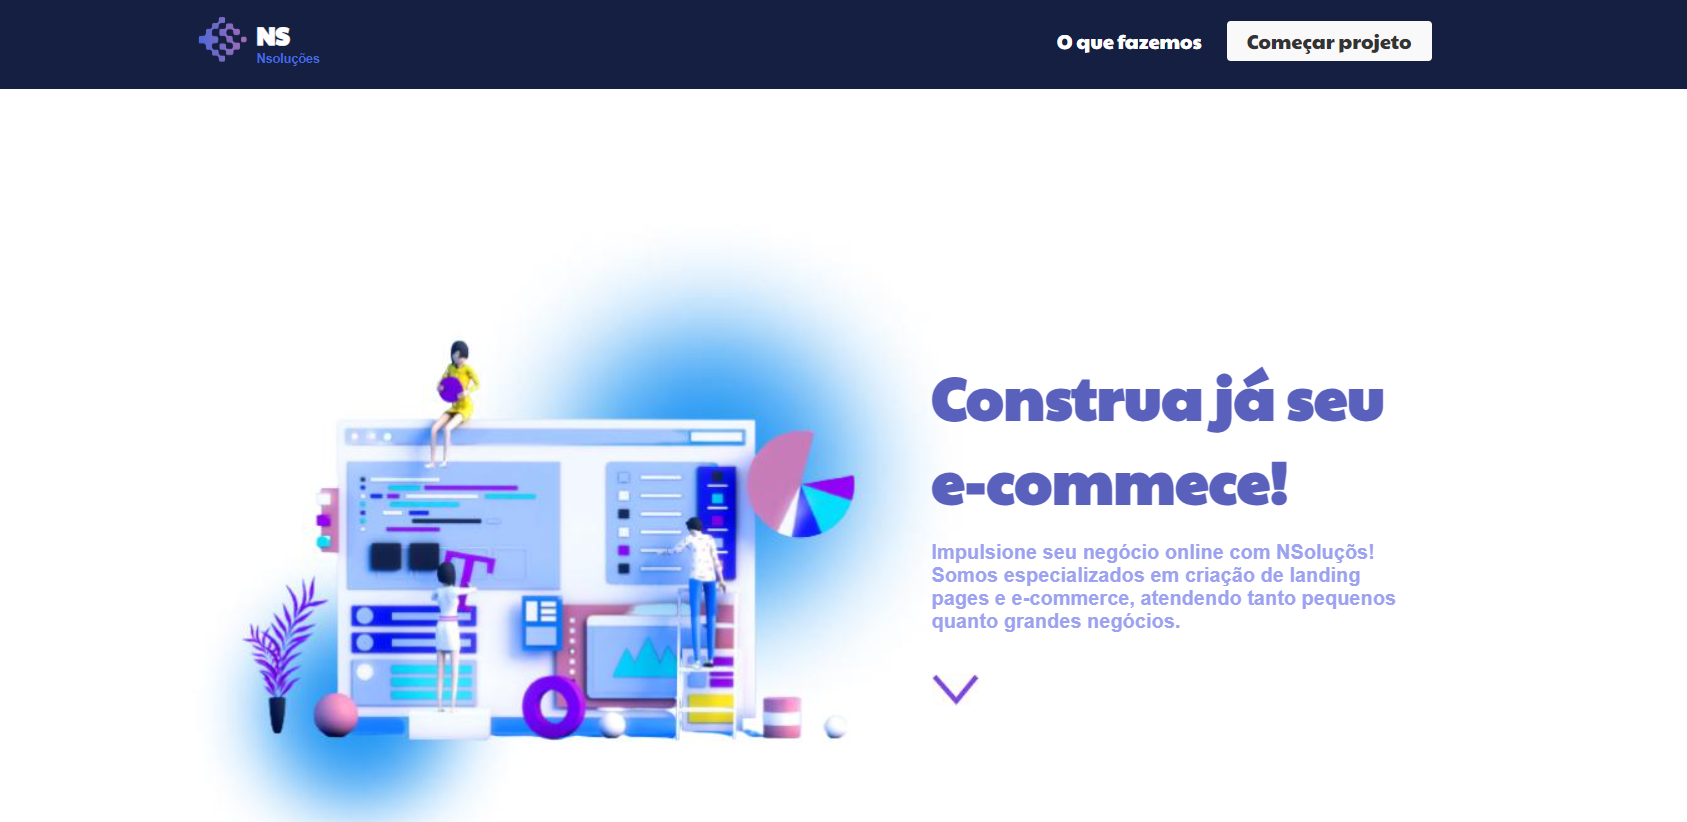 NS
Nsoluções
O que fazemos
Começar projeto
Construa já seu
e-commece!
Impulsione seu negócio online com NSoluçõs!
Somos especializados em criação de landing
pages e e-commerce, atendendo tanto pequenos
quanto grandes negócios.
T